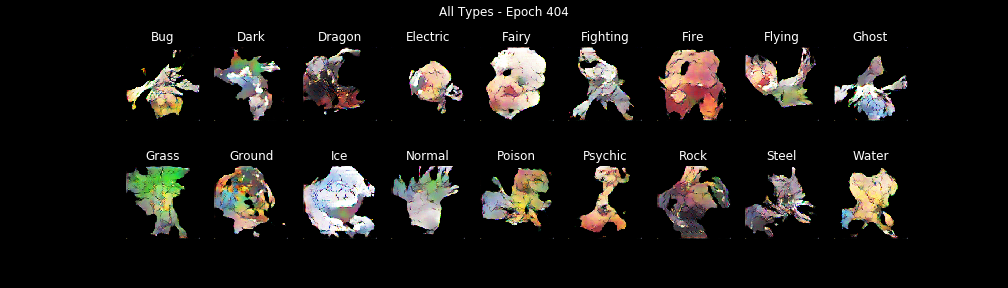 All Types - Epoch 404
Bug Dark Dragon Electric Fairy Fighting Fire Flying Ghost
Grass Ground Ice Normal Poison Psychic Rock Steel Water